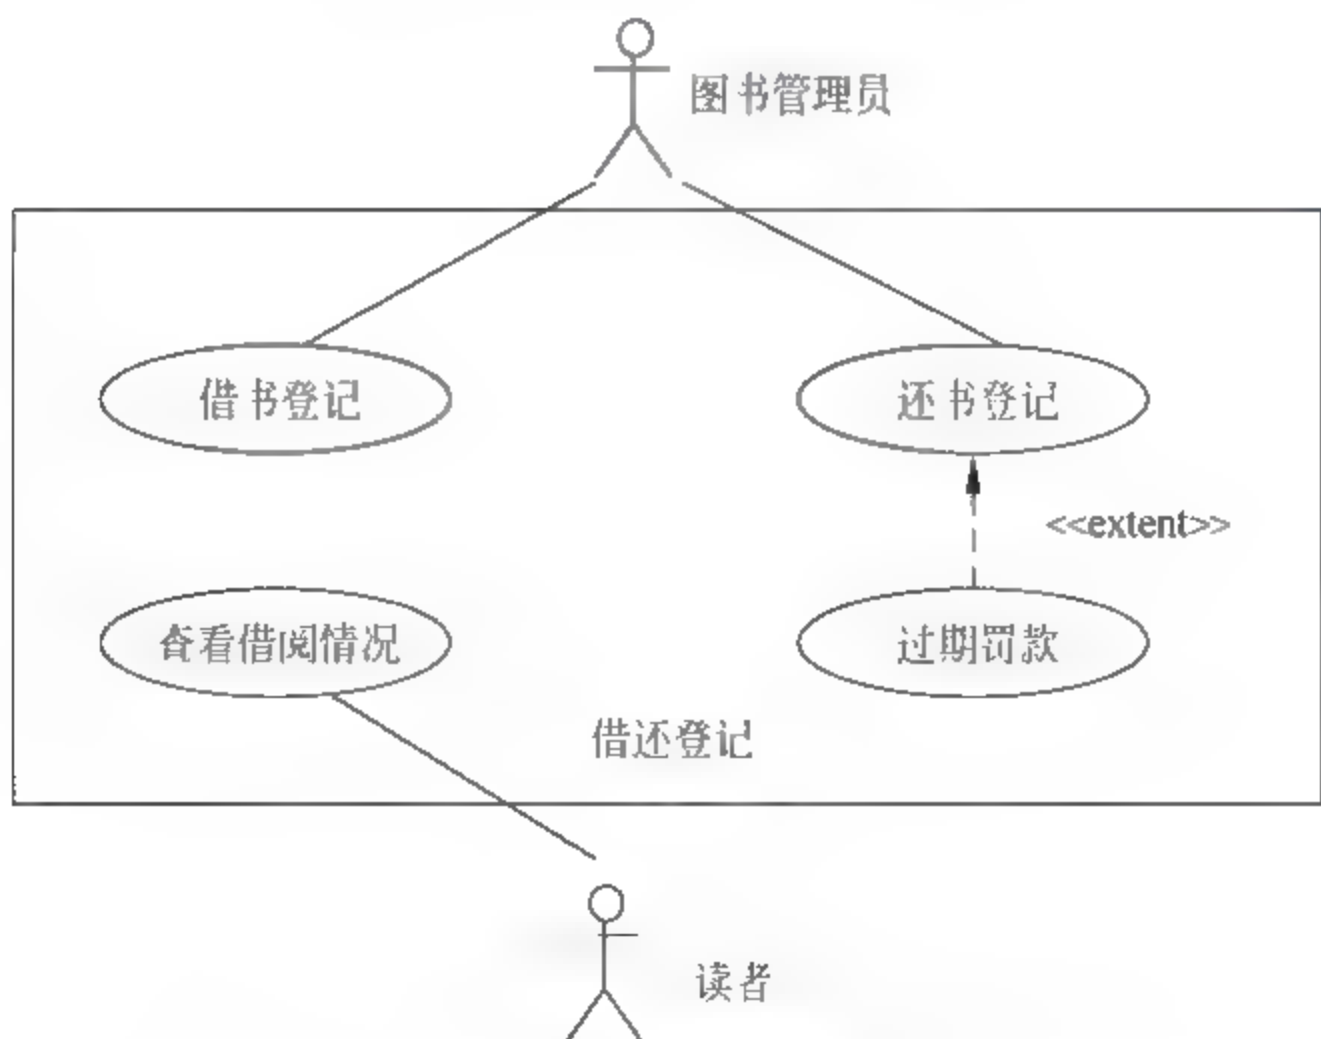 图书管理员
借书登记
还书登记
<<extent>>
查看借阅情况
过期罚款
借还登记
读者